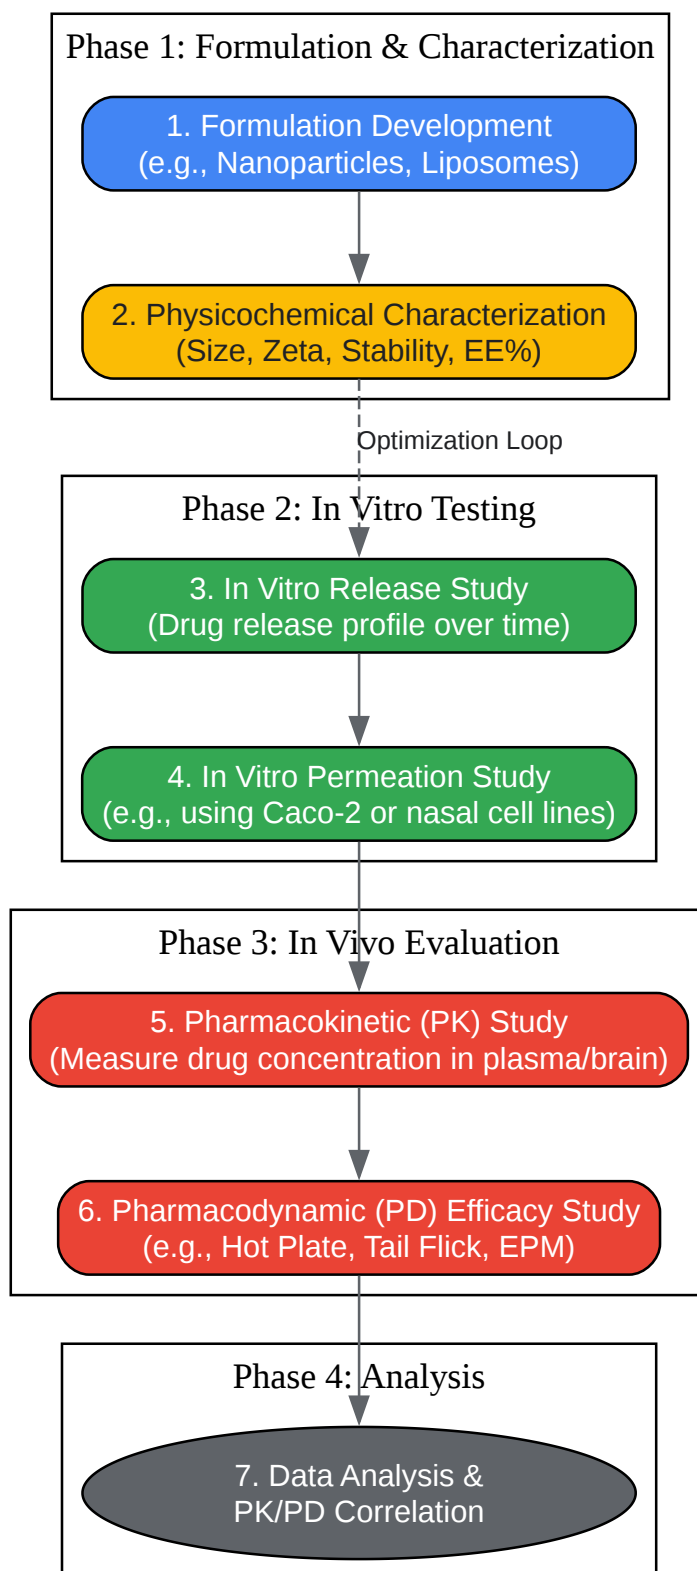 Phase 1: Formulation & Characterization
1. Formulation Development
(e.g., Nanoparticles, Liposomes)
2. Physicochemical Characterization
(Size, Zeta, Stability, EE%)
Optimization Loop
Phase 2: In Vitro Testing
3. In Vitro Release Study
(Drug release profile over time)
4. In Vitro Permeation Study
(e.g., using Caco-2 or nasal cell lines)
Phase 3: In Vivo Evaluation
5. Pharmacokinetic (PK) Study
(Measure drug concentration in plasma/brain)
6. Pharmacodynamic (PD) Efficacy Study
(e.g., Hot Plate, Tail Flick, EPM)
Phase 4: Analysis
7. Data Analysis &
PK/PD Correlation